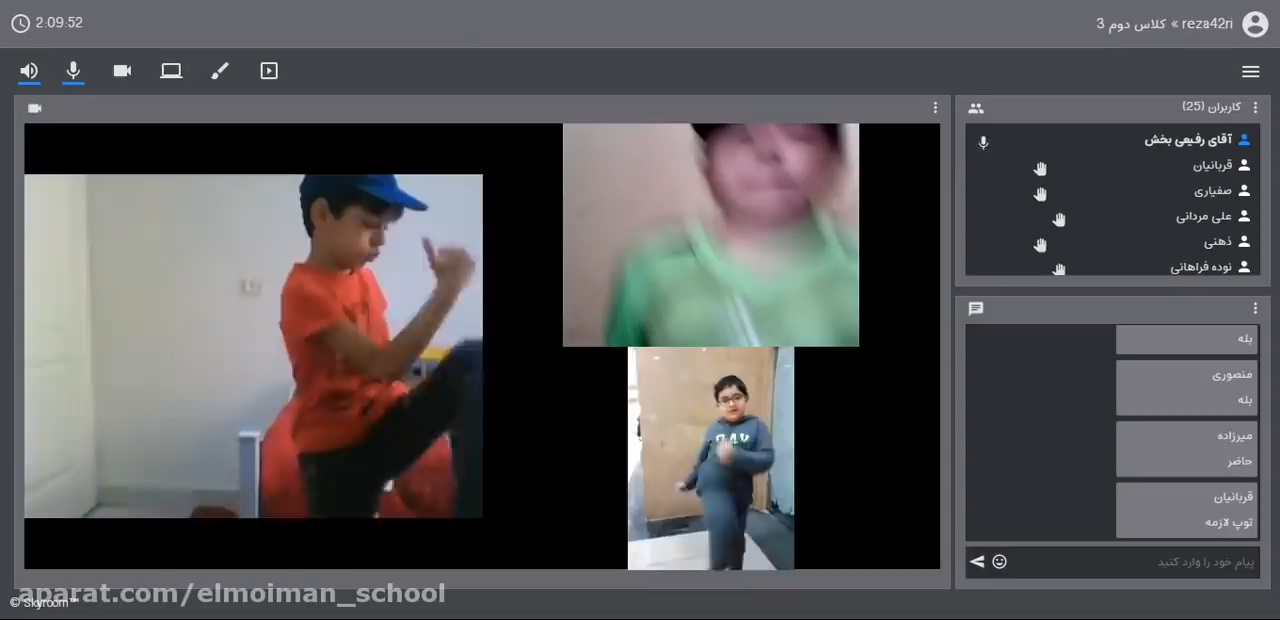 2:09:52
reza42ri » کلاس دوم 3
کاربران (25)
آقای رفیعی بخش
قربانیان
صفیاری
علی مردانی
ذهنی
نوده فراهانی
بله
منصوری
بله
میرزاده
حاضر
قربانیان
توپ لازمه
پیام خود را وارد کنید
aparat.com/elmoiman_school
© Skyroom™